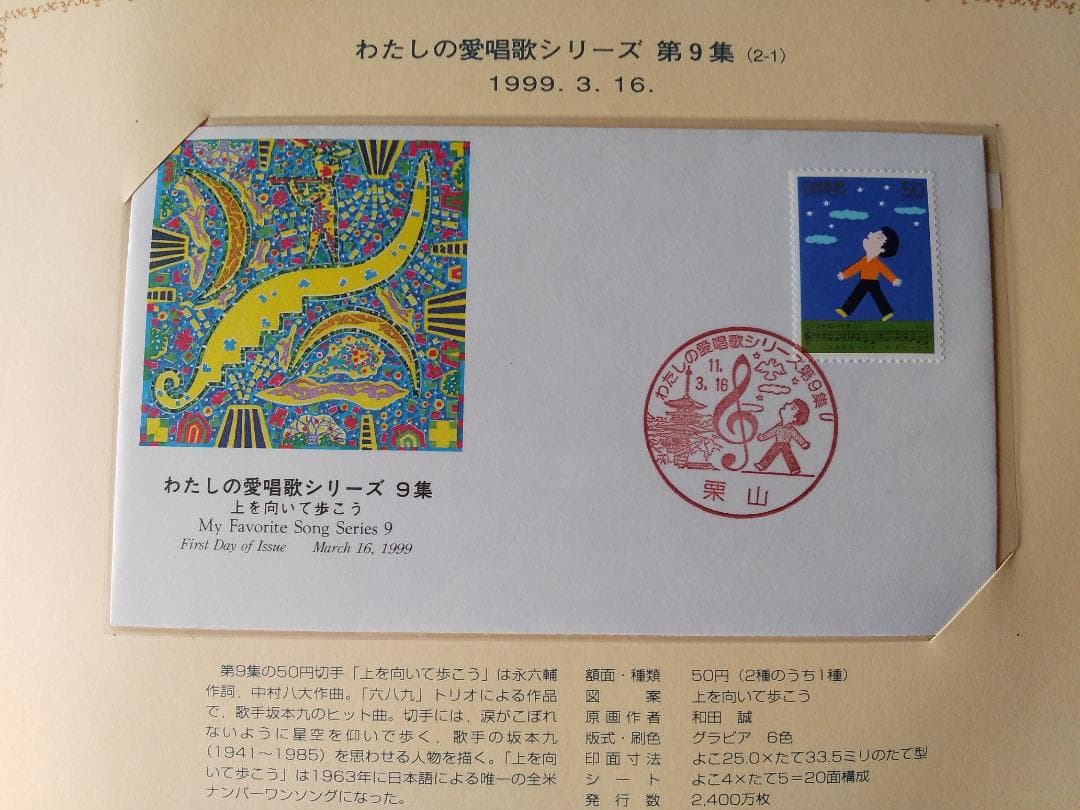 わたしの愛唱歌シリーズ 第9集 (2-1)
1999. 3. 16.
50
わたしの愛唱歌シリーズ第9集
11.
3. 16
栗山
わたしの愛唱歌シリーズ 9集
上を向いて歩こう
My Favorite Song Series 9
First Day of Issue March 16, 1999
第9集の50円切手「上を向いて歩こう」は永六輔
作詞，中村八大作曲。「六八九」トリオによる作品
で，歌手坂本九のヒット曲。切手には，涙がこぼれ
ないように星空を仰いで歩く，歌手の坂本九
(1941～1985) を思わせる人物を描く。「上を向
いて歩こう」は1963年に日本語による唯一の全米
ナンバーワンソングになった。
額面・種類 50円（2種のうち1種）
図案 上を向いて歩こう
原画作者 和田 誠
版式・刷色 グラビア 6色
印面寸法 よこ25.0×たて33.5ミリのたて型
シート よこ4×たて5＝20面構成
発行数 2,400万枚